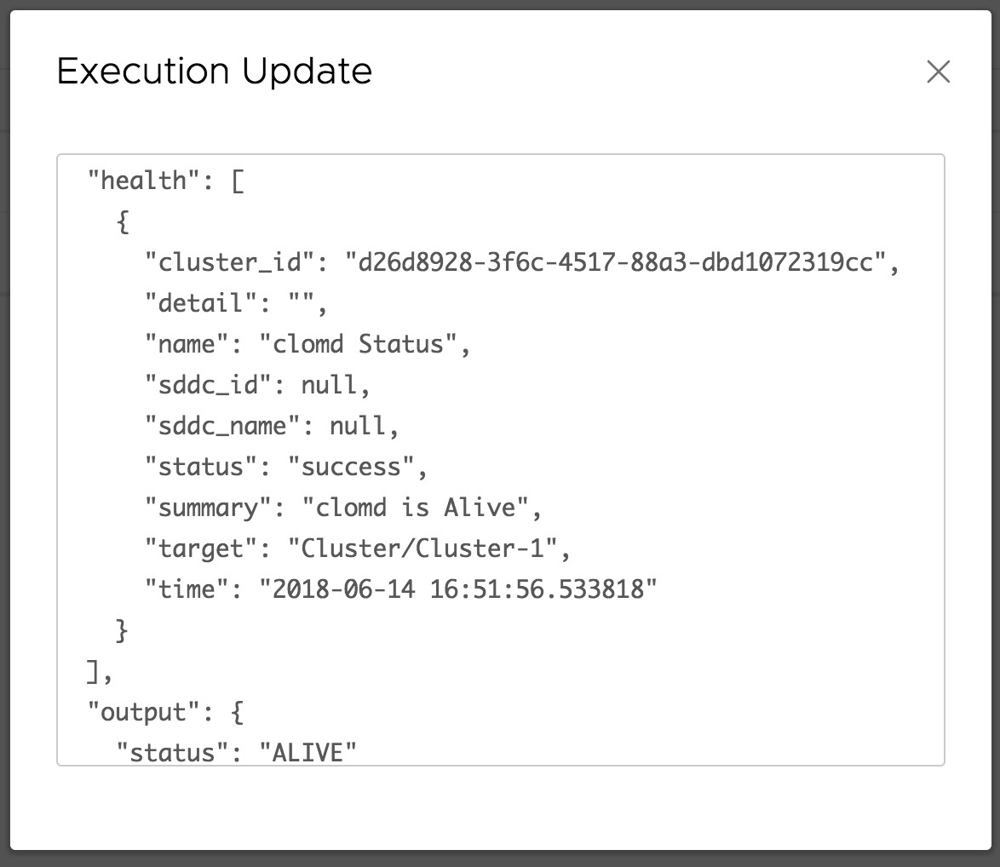 Execution Update
"health": [
{
"cluster_id": "d26d8928-3f6c-4517-88a3-dbd1072319cc",
"detail": "",
"name": "clomd Status",
"sddc_id": null,
"sddc_name": null,
"status": "success",
"summary": "clomd is Alive",
"target": "Cluster/Cluster-1",
"time": "2018-06-14 16:51:56.533818"
}
],
"output": {
"status": "ALIVE"